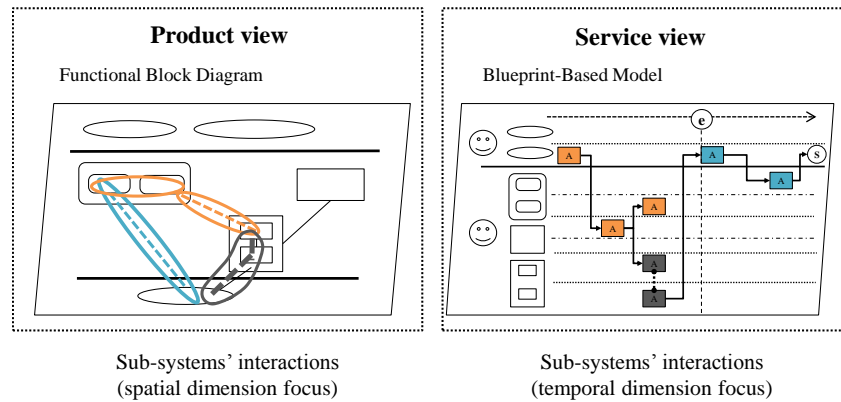 Product view
Functional Block Diagram
Sub-systems’ interactions
(spatial dimension focus)
Service view
Blueprint-Based Model
e
A
A
S
A
A
A
A
A
Sub-systems’ interactions
(temporal dimension focus)